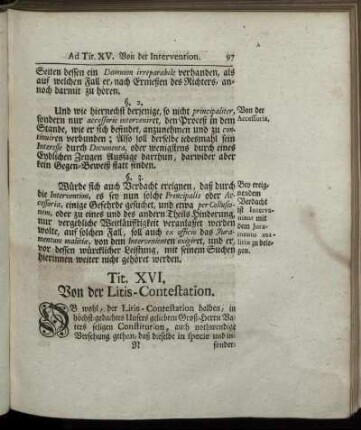 Ad Tit. XV. Von der Intervention. 97
Seiten dessen ein Damnum irreparabile verhanden, als
auf welchen Fall er, nach Ermessen des Richters, an-
noch darmit zu hören.
§. 2.
Und wie hiernechst derjenige, so nicht principaliter,
sondern nur accessorie interveniret, den Proceß in dem
Stande, wie er sich befindet, anzunehmen und zu con-
tinuiren verbunden; Also soll derselbe jedesmahl sein
Interesse durch Documenta, oder wenigstens durch eines
Eydlichen Zeugen Aussage darthun, darwider aber
kein Gegen-Beweiß statt finden.
Von der
Accessoria.
§. 3.
Würde sich auch Verdacht ereignen, daß durch
die Intervention, es sey nun solche Principalis oder Ac-
cessoria, einige Gefehrde gesuchet, und etwa per Collusio-
nem, oder zu eines und des andern Theils Hinderung,
nur vergebliche Weitläufftigkeit veranlasset werden
wolte, auf solchen Fall, soll auch ex officio das Jura-
mentum malitiæ, von dem Intervenienten exigiret, und er,
vor dessen würcklicher Leistung, mit seinem Suchen
hierinnen weiter nicht gehöret werden.
Bey ereig-
nendem
Verdacht
ist Interve-
niens mit
dem Jura-
mento ma-
litiæ zu bele-
gen.
Tit. XVI.
Von der Litis-Contestation.
OB wohl, der Litis-Contestation halben, in
höchst-gedachter Unsers geliebten Groß-Herrn Va-
ters seligen Constitution, auch nothwendige
Versehung gethan, daß dieselbe in specie und in-
N sonder-